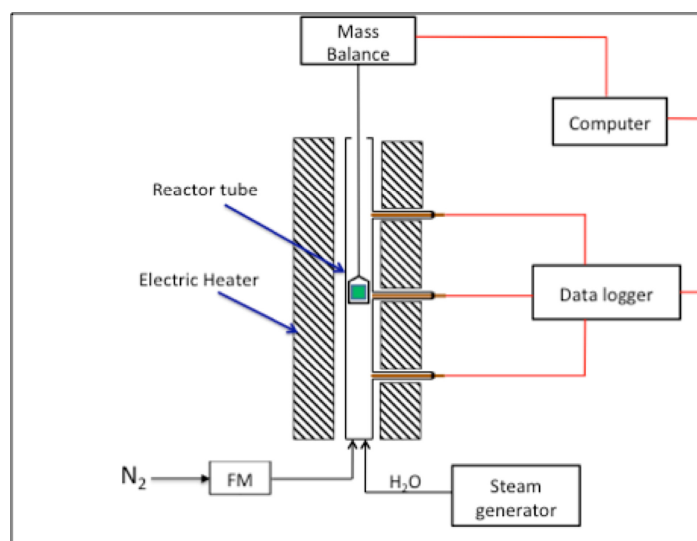 Mass
Balance
Computer
Reactor tube
Electric Heater
Data logger
N2
FM
H2O
Steam
generator